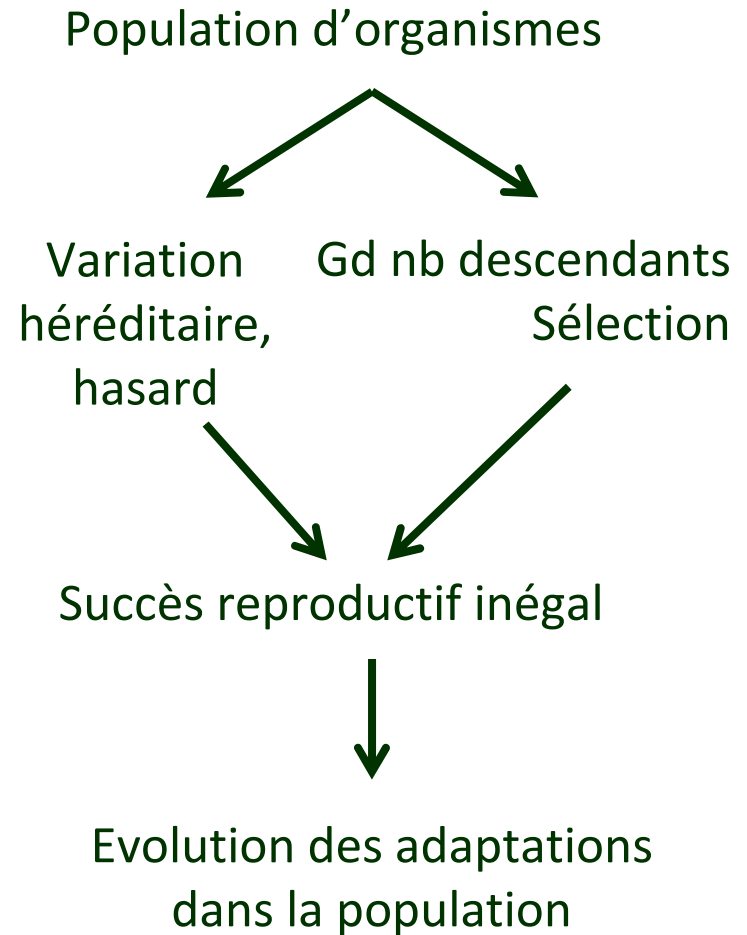 Population d’organismes
Variation
héréditaire,
hasard
Gd nb descendants
Sélection
Succès reproductif inégal
Evolution des adaptations
dans la population